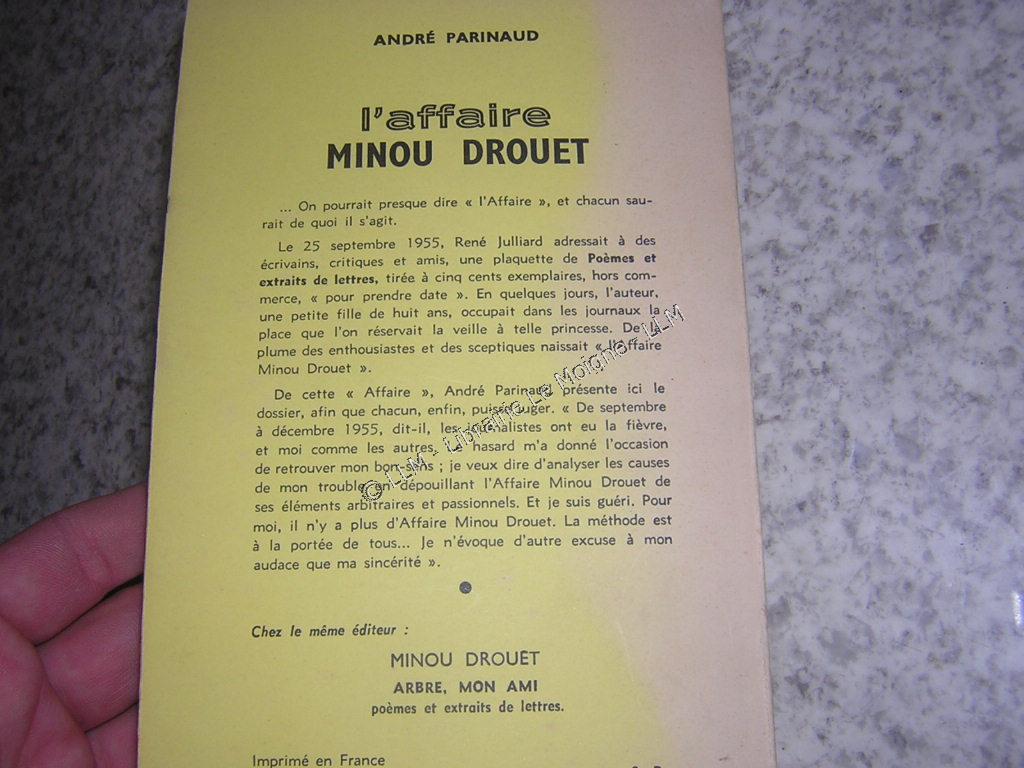 ANDRÉ PARINAUD
l'affaire
MINOU DROUET
... On pourrait presque dire « l'Affaire », et chacun sau-
rait de quoi il s'agit.
Le 25 septembre 1955, René Julliard adressait à des
écrivains, critiques et amis, une plaquette de Poèmes et
extraits de lettres, tirée à cinq cents exemplaires, hors com-
merce, « pour prendre date ». En quelques jours, l'auteur,
une petite fille de huit ans, occupait dans les journaux la
place que l'on réservait la veille à telle princesse. De la
plume des enthousiastes et des sceptiques naissait « l'affaire
Minou Drouet ».
De cette « Affaire », André Parinaud présente ici le
dossier, afin que chacun, enfin, puisse juger. « De septembre
à décembre 1955, dit-il, les journalistes ont eu la fièvre,
et moi comme les autres. Le hasard m'a donné l'occasion
de retrouver mon bon sens ; je veux dire d'analyser les causes
de mon trouble en dépouillant l'Affaire Minou Drouet de
ses éléments arbitraires et passionnels. Et je suis guéri. Pour
moi, il n'y a plus d'Affaire Minou Drouet. La méthode est
à la portée de tous... Je n'évoque d'autre excuse à mon
audace que ma sincérité ».
Chez le même éditeur :
MINOU DROUËT
ARBRE, MON AMI
poèmes et extraits de lettres.
Imprimé en France
© LLM - Librairie Le Moigne - LLM